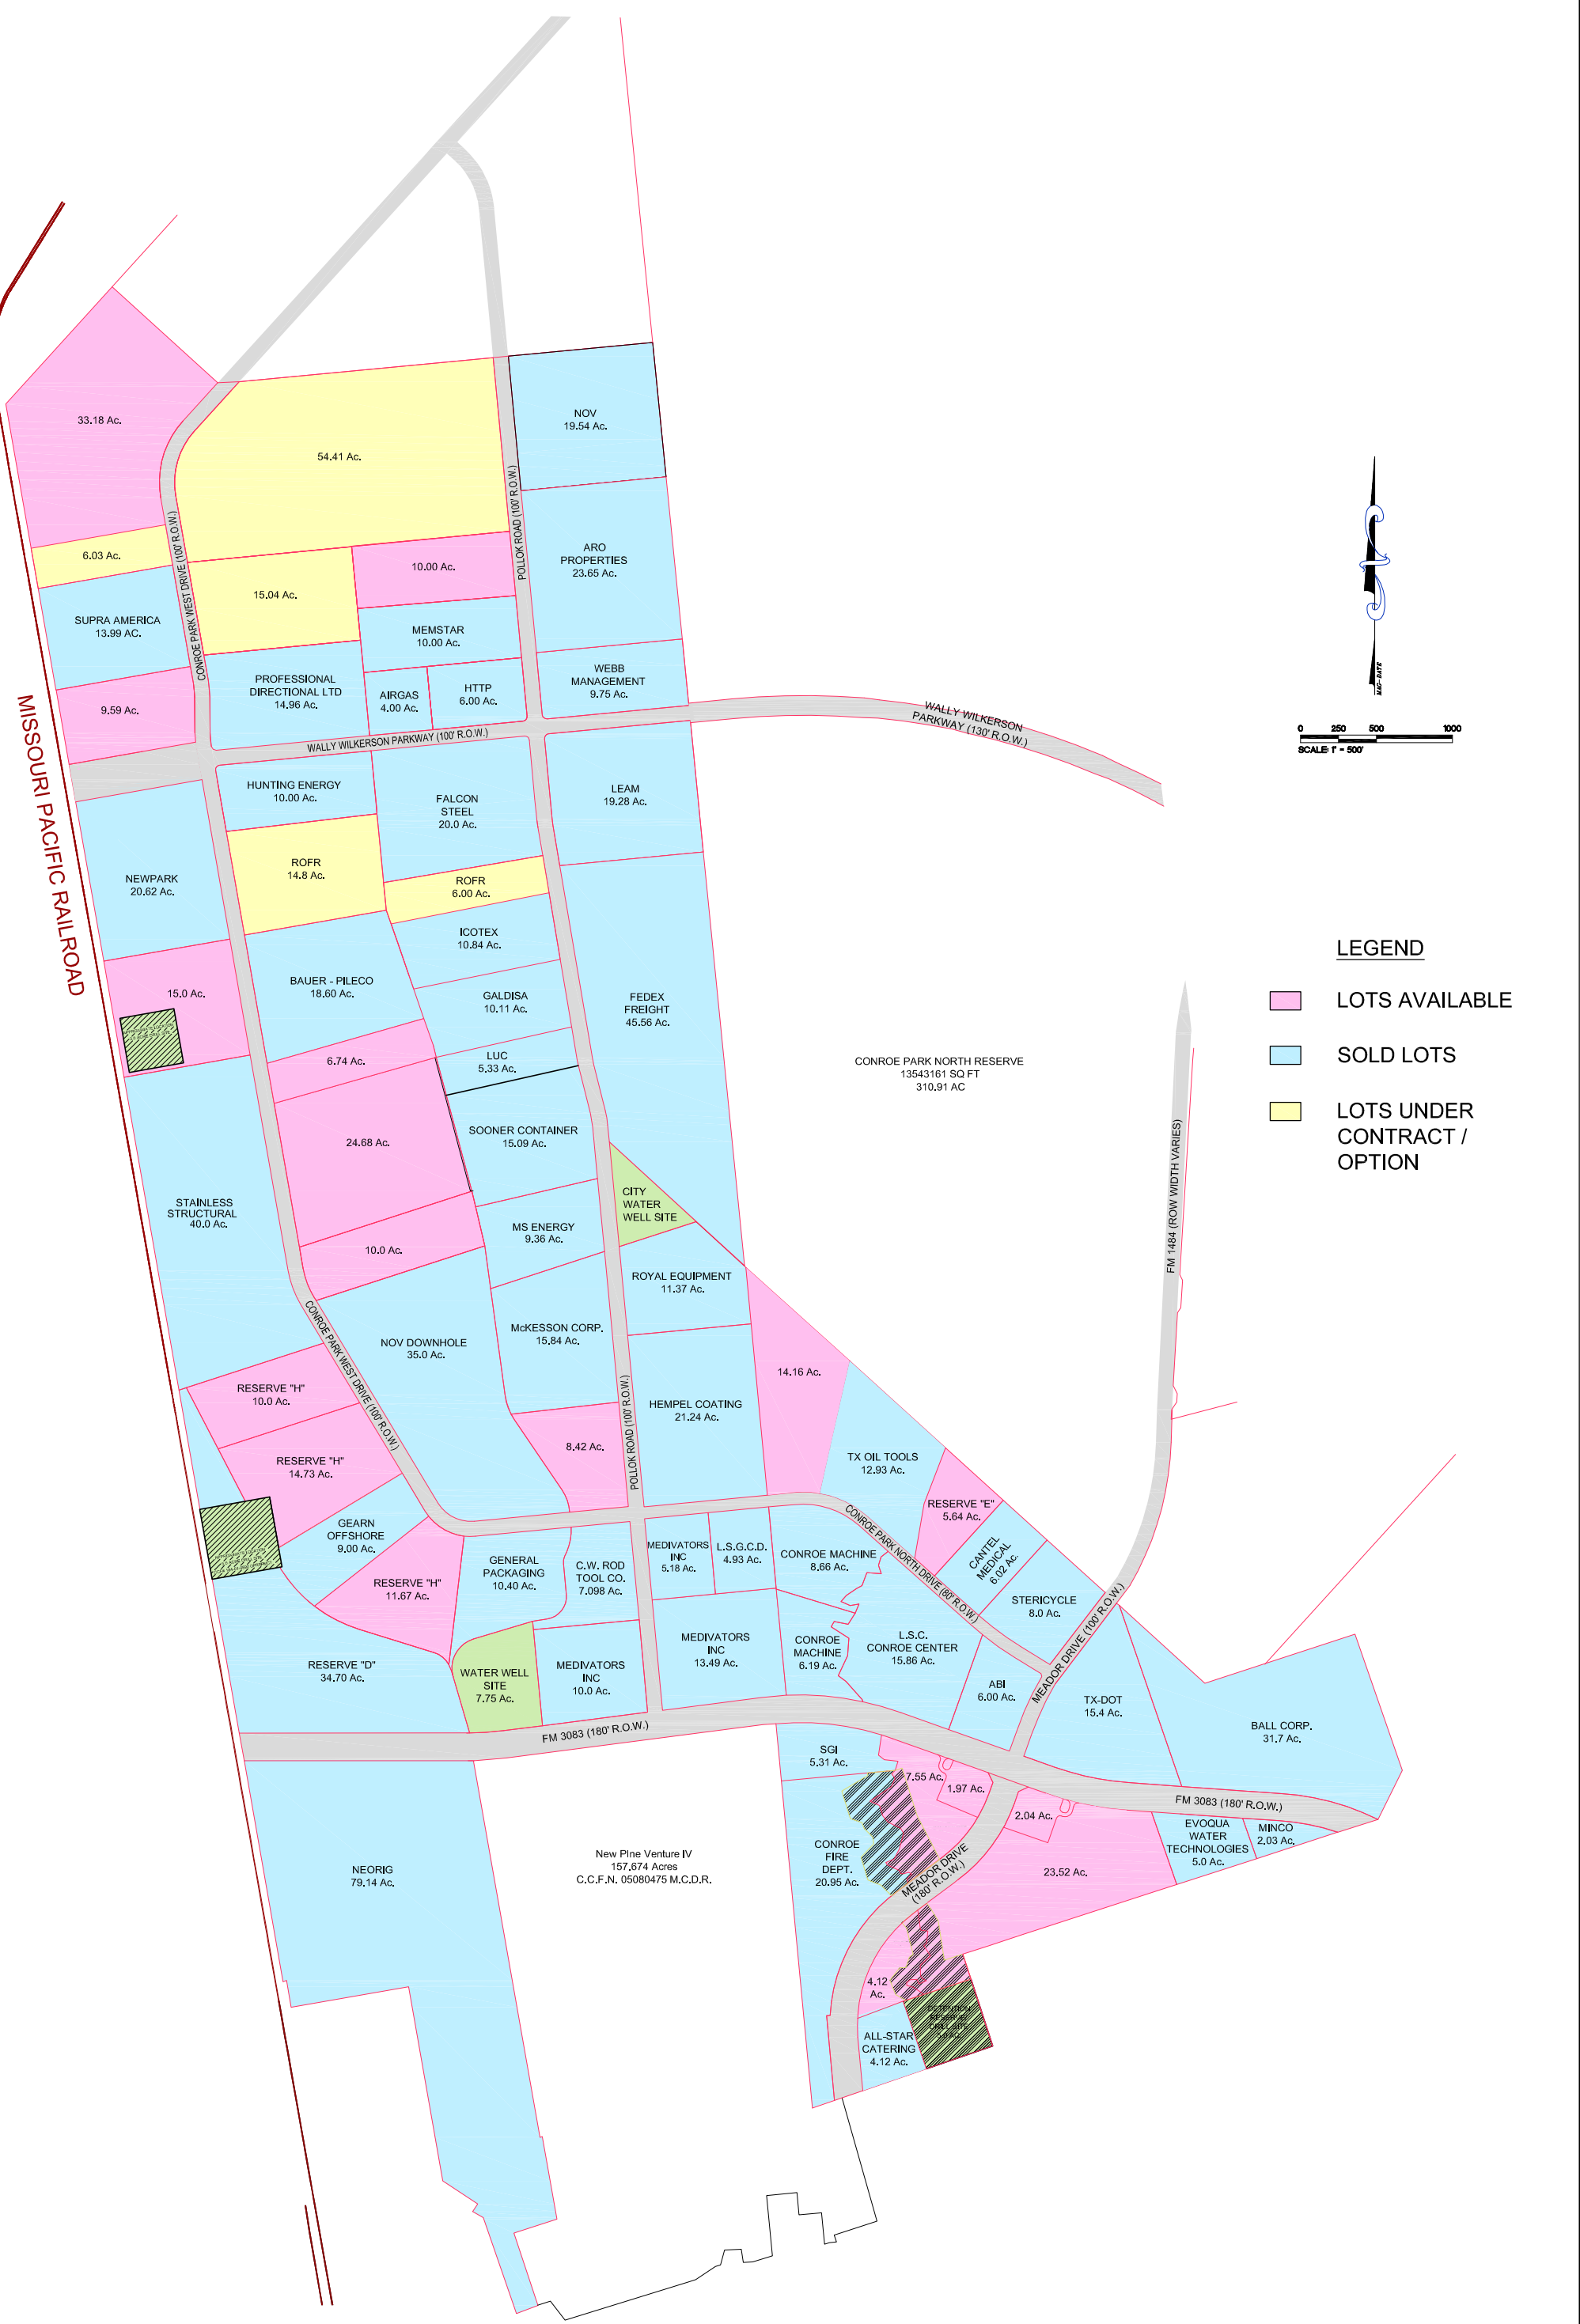 33.18 Ac.
54.41 Ac.
NOV
19.54 Ac.
6.03 Ac.
CONROE PARK WEST DRIVE (100' R.O.W.)
POLLOK ROAD (100' R.O.W.)
ARO
PROPERTIES
23.65 Ac.
15.04 Ac.
10.00 Ac.
SUPRA AMERICA
13.99 AC.
MEMSTAR
10.00 Ac.
9.59 Ac.
PROFESSIONAL
DIRECTIONAL LTD
14.96 Ac.
AIRGAS
4.00 Ac.
HTTP
6.00 Ac.
WEBB
MANAGEMENT
9.75 Ac.
WALLY WILKERSON PARKWAY (100' R.O.W.)
WALLY WILKERSON
PARKWAY (130' R.O.W.)
MAG-DATE
0 250 500 1000
SCALE: 1" = 500'
MISSOURI PACIFIC RAILROAD
HUNTING ENERGY
10.00 Ac.
FALCON
STEEL
20.0 Ac.
LEAM
19.28 Ac.
NEWPARK
20.62 Ac.
ROFR
14.8 Ac.
ROFR
6.00 Ac.
ICOTEX
10.84 Ac.
LEGEND
LOTS AVAILABLE
SOLD LOTS
LOTS UNDER
CONTRACT /
OPTION
15.0 Ac.
BAUER - PILECO
18.60 Ac.
GALDISA
10.11 Ac.
FEDEX
FREIGHT
45.56 Ac.
6.74 Ac.
LUC
5.33 Ac.
CONROE PARK NORTH RESERVE
13543161 SQ FT
310.91 AC
24.68 Ac.
SOONER CONTAINER
15.09 Ac.
FM 1484 (ROW WIDTH VARIES)
STAINLESS
STRUCTURAL
40.0 Ac.
CITY
WATER
WELL SITE
MS ENERGY
9.36 Ac.
10.0 Ac.
ROYAL EQUIPMENT
11.37 Ac.
CONROE PARK WEST DRIVE (100' R.O.W.)
NOV DOWNHOLE
35.0 Ac.
McKESSON CORP.
15.84 Ac.
POLLOK ROAD (100' R.O.W.)
14.16 Ac.
RESERVE "H"
10.0 Ac.
HEMPEL COATING
21.24 Ac.
8.42 Ac.
RESERVE "H"
14.73 Ac.
TX OIL TOOLS
12.93 Ac.
RESERVE "E"
5.64 Ac.
CONROE PARK NORTH DRIVE (80' R.O.W.)
GEARN
OFFSHORE
9.00 Ac.
GENERAL
PACKAGING
10.40 Ac.
C.W. ROD
TOOL CO.
7.098 Ac.
MEDIVATORS
INC
5.18 Ac.
L.S.G.C.D.
4.93 Ac.
CONROE MACHINE
8.66 Ac.
CANTEL
MEDICAL
6.02 Ac.
RESERVE "H"
11.67 Ac.
STERICYCLE
8.0 Ac.
MEADOR DRIVE (100' R.O.W.)
RESERVE "D"
34.70 Ac.
WATER WELL
SITE
7.75 Ac.
MEDIVATORS
INC
10.0 Ac.
MEDIVATORS
INC
13.49 Ac.
CONROE
MACHINE
6.19 Ac.
L.S.C.
CONROE CENTER
15.86 Ac.
ABI
6.00 Ac.
TX-DOT
15.4 Ac.
BALL CORP.
31.7 Ac.
FM 3083 (180' R.O.W.)
SGI
5.31 Ac.
7.55 Ac.
1.97 Ac.
2.04 Ac.
FM 3083 (180' R.O.W.)
EVOQUA
WATER
TECHNOLOGIES
5.0 Ac.
MINCO
2.03 Ac.
NEORIG
79.14 Ac.
New Pine Venture IV
157.674 Acres
C.C.F.N. 05080475 M.C.D.R.
CONROE
FIRE
DEPT.
20.95 Ac.
MEADOR DRIVE
(180' R.O.W.)
23.52 Ac.
4.12
Ac.
DETENTION
RESERVE/
DRILL SITE
ALL-STAR
CATERING
4.12 Ac.